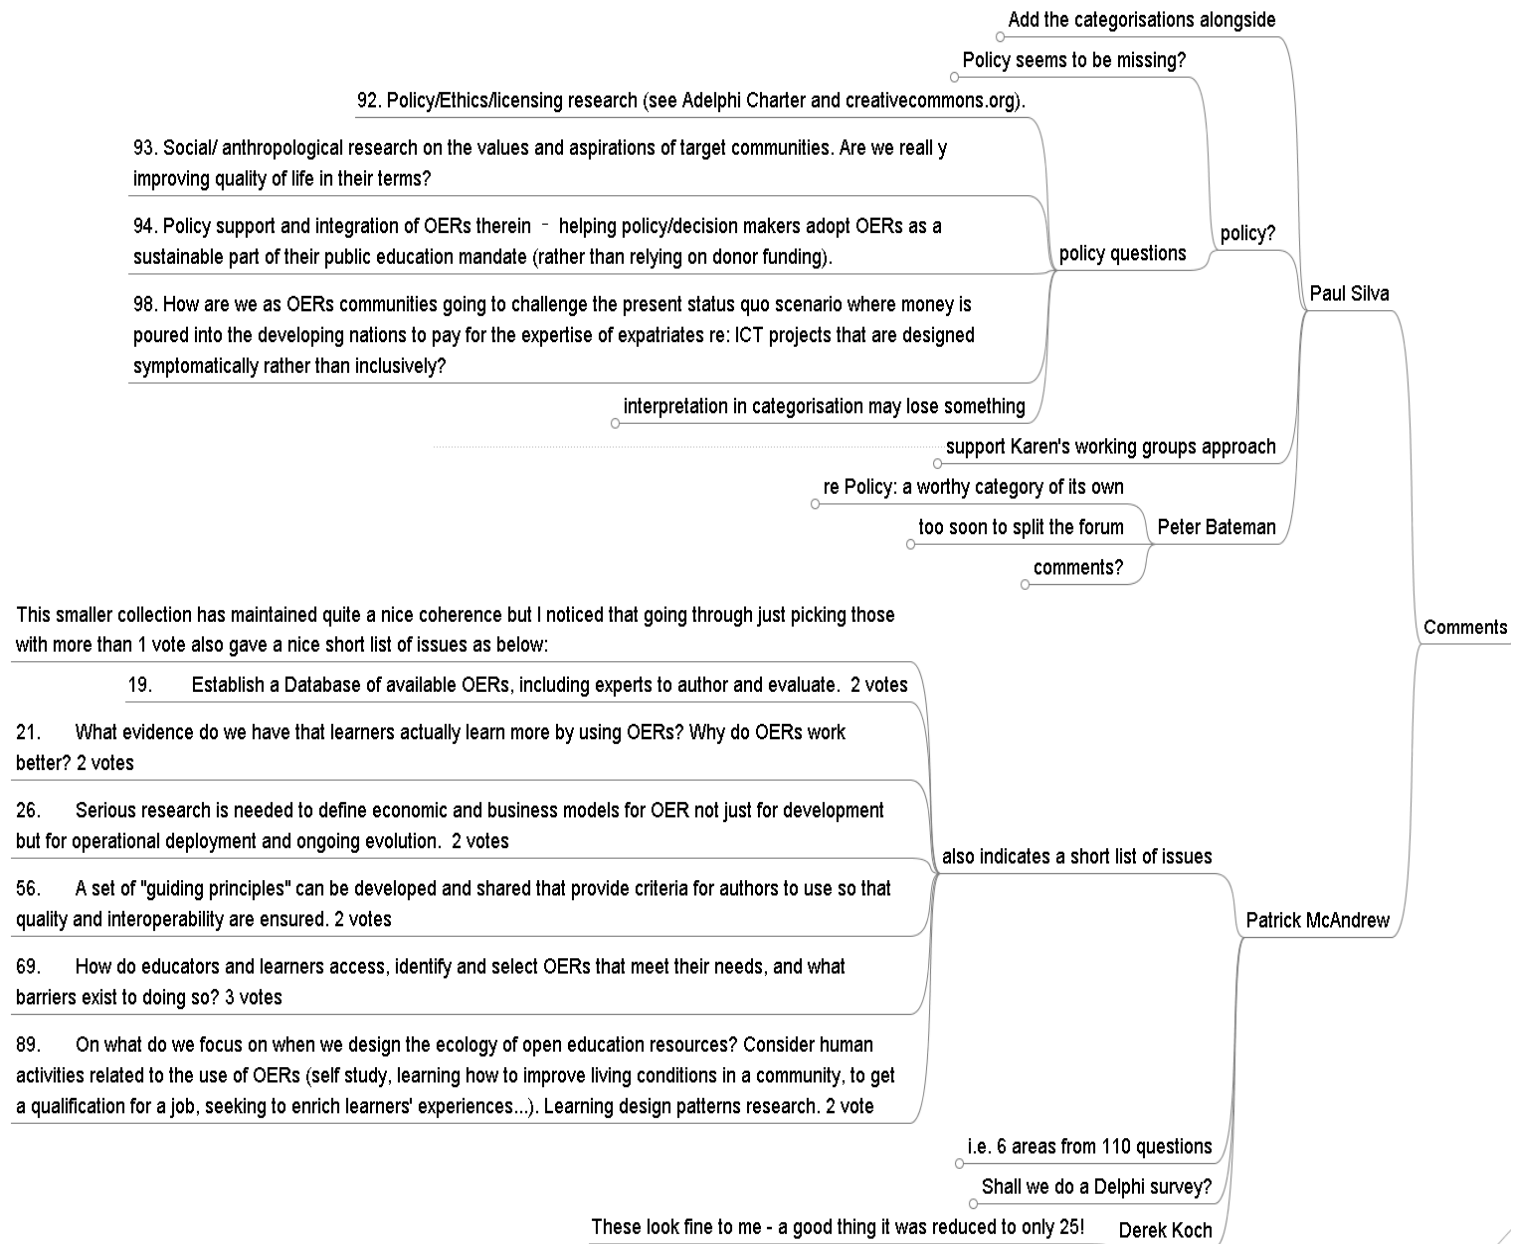 Add the categorisations alongside
Policy seems to be missing?
92. Policy/Ethics/licensing research (see Adelphi Charter and creativecommons.org).
93. Social/ anthropological research on the values and aspirations of target communities. Are we reall y
improving quality of life in their terms?
94. Policy support and integration of OERs therein - helping policy/decision makers adopt OERs as a
sustainable part of their public education mandate (rather than relying on donor funding).
98. How are we as OERs communities going to challenge the present status quo scenario where money is
poured into the developing nations to pay for the expertise of expatriates re: ICT projects that are designed
symptomatically rather than inclusively?
interpretation in categorisation may lose something
policy questions
policy?
support Karen's working groups approach
re Policy: a worthy category of its own
too soon to split the forum
comments?
Peter Bateman
Paul Silva
This smaller collection has maintained quite a nice coherence but I noticed that going through just picking those
with more than 1 vote also gave a nice short list of issues as below:
19. Establish a Database of available OERs, including experts to author and evaluate. 2 votes
21. What evidence do we have that learners actually learn more by using OERs? Why do OERs work
better? 2 votes
26. Serious research is needed to define economic and business models for OER not just for development
but for operational deployment and ongoing evolution. 2 votes
56. A set of "guiding principles" can be developed and shared that provide criteria for authors to use so that
quality and interoperability are ensured. 2 votes
69. How do educators and learners access, identify and select OERs that meet their needs, and what
barriers exist to doing so? 3 votes
89. On what do we focus on when we design the ecology of open education resources? Consider human
activities related to the use of OERs (self study, learning how to improve living conditions in a community, to get
a qualification for a job, seeking to enrich learners' experiences...). Learning design patterns research. 2 vote
also indicates a short list of issues
i.e. 6 areas from 110 questions
Shall we do a Delphi survey?
These look fine to me - a good thing it was reduced to only 25!
Derek Koch
Patrick McAndrew
Comments